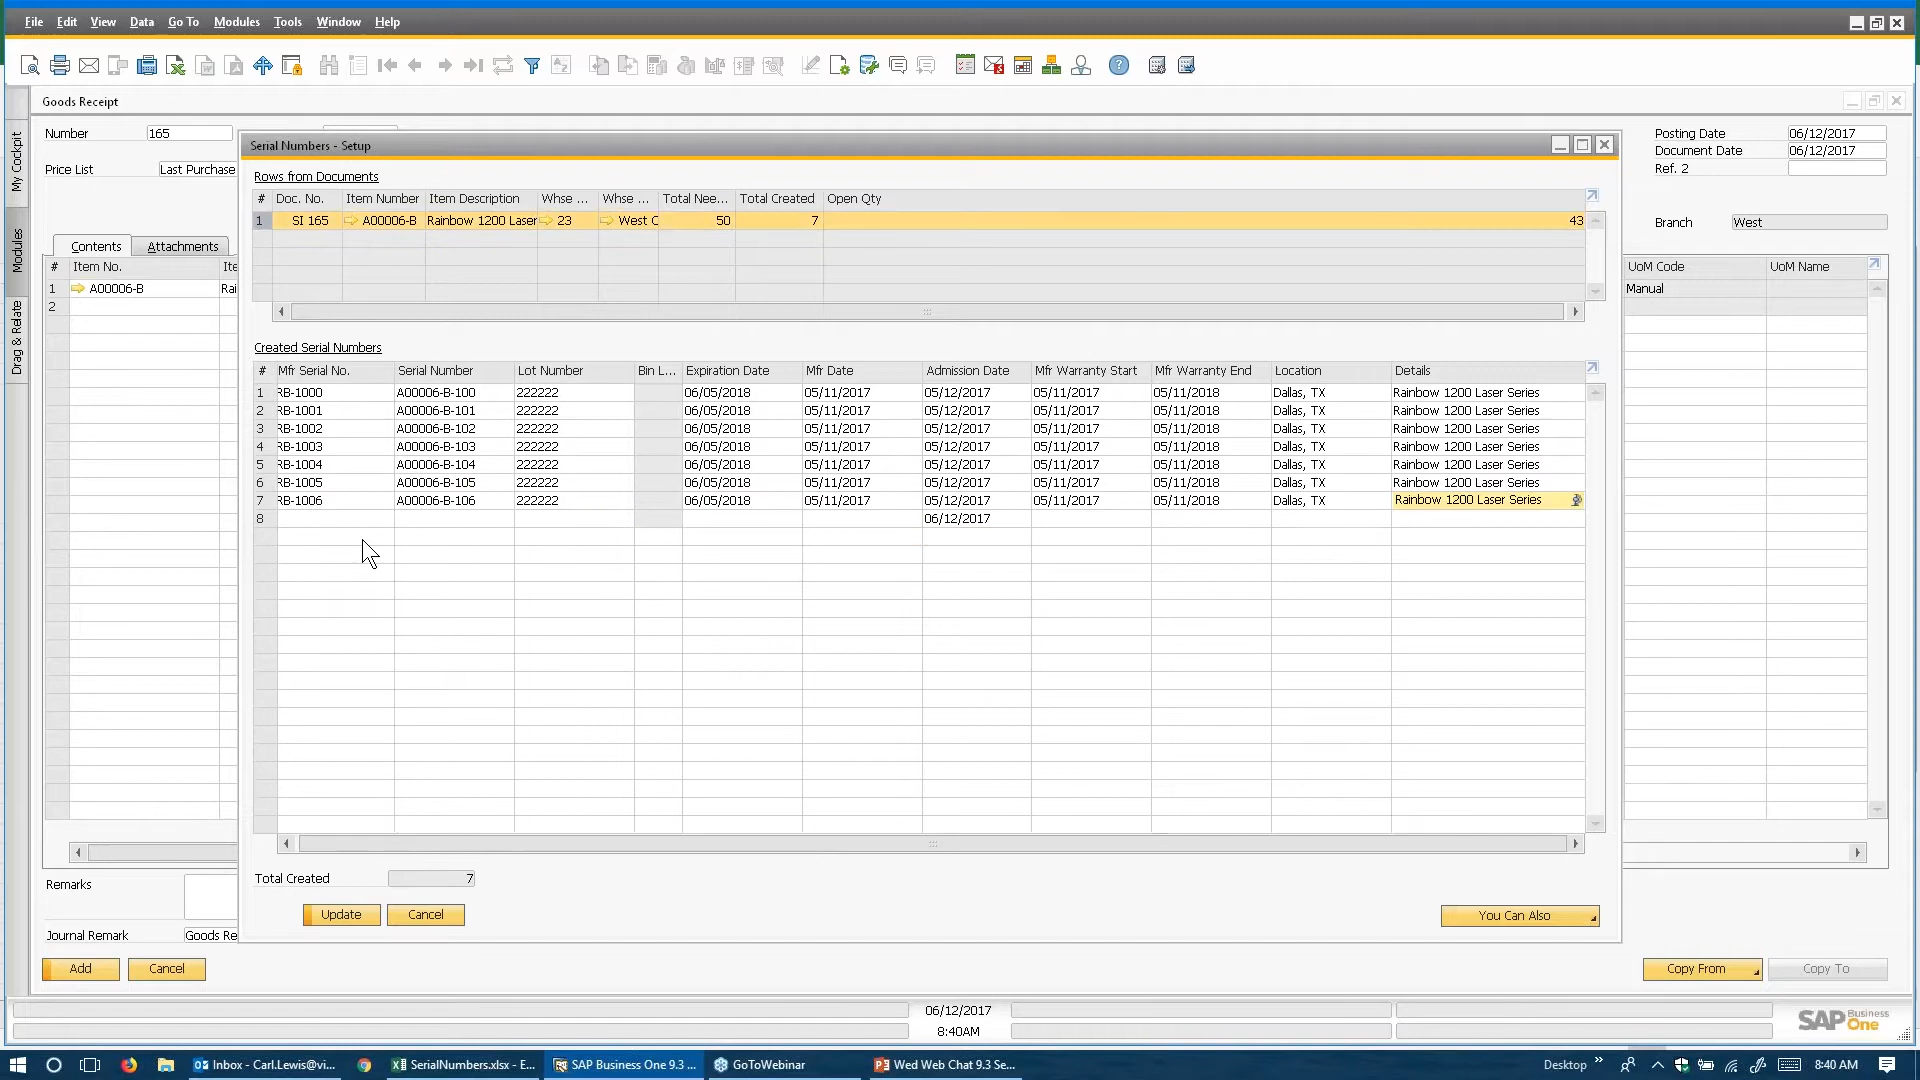 File Edit View Data Go To Modules Tools Window Help
Goods Receipt
Number 165
Price List Last Purchase
Posting Date 06/12/2017
Document Date 06/12/2017
Ref. 2
Branch West
My Cockpit
Modules
Drag & Relate
Contents Attachments
# Item No. Ite
1 A00006-B Rai
2
UoM Code UoM Name
Manual
Serial Numbers - Setup
Rows from Documents
# Doc. No. Item Number Item Description Whse ... Whse ... Total Nee... Total Created Open Qty
1 SI 165 A00006-B Rainbow 1200 Laser 23 West C 50 7 43
Created Serial Numbers
# Mfr Serial No. Serial Number Lot Number Bin L... Expiration Date Mfr Date Admission Date Mfr Warranty Start Mfr Warranty End Location Details
1 RB-1000 A00006-B-100 222222 06/05/2018 05/11/2017 05/12/2017 05/11/2017 05/11/2018 Dallas, TX Rainbow 1200 Laser Series
2 RB-1001 A00006-B-101 222222 06/05/2018 05/11/2017 05/12/2017 05/11/2017 05/11/2018 Dallas, TX Rainbow 1200 Laser Series
3 RB-1002 A00006-B-102 222222 06/05/2018 05/11/2017 05/12/2017 05/11/2017 05/11/2018 Dallas, TX Rainbow 1200 Laser Series
4 RB-1003 A00006-B-103 222222 06/05/2018 05/11/2017 05/12/2017 05/11/2017 05/11/2018 Dallas, TX Rainbow 1200 Laser Series
5 RB-1004 A00006-B-104 222222 06/05/2018 05/11/2017 05/12/2017 05/11/2017 05/11/2018 Dallas, TX Rainbow 1200 Laser Series
6 RB-1005 A00006-B-105 222222 06/05/2018 05/11/2017 05/12/2017 05/11/2017 05/11/2018 Dallas, TX Rainbow 1200 Laser Series
7 RB-1006 A00006-B-106 222222 06/05/2018 05/11/2017 05/12/2017 05/11/2017 05/11/2018 Dallas, TX Rainbow 1200 Laser Series
8 06/12/2017
Total Created 7
Update Cancel You Can Also
Remarks
Journal Remark Goods Re
Add Cancel Copy From Copy To
06/12/2017
8:40AM
SAP Business One
Inbox - Carl.Lewis@vi... SerialNumbers.xlsx - E... SAP Business One 9.3 ... GoToWebinar Wed Web Chat 9.3 Se... Desktop 8:40 AM